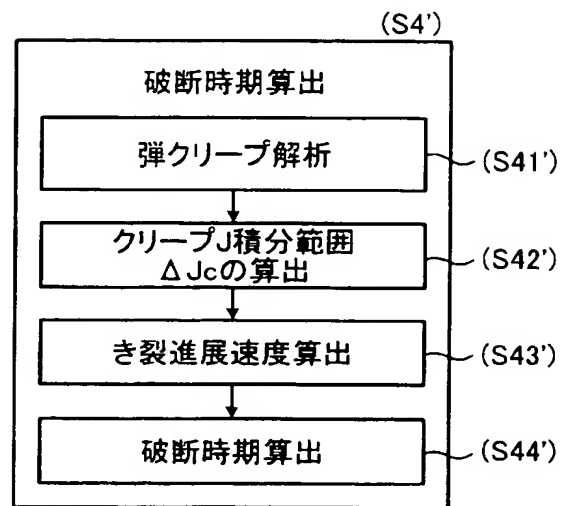 (S4')
破断時期算出
弾クリープ解析
(S41')
クリープJ積分範囲
ΔJcの算出
(S42')
き裂進展速度算出
(S43')
破断時期算出
(S44')